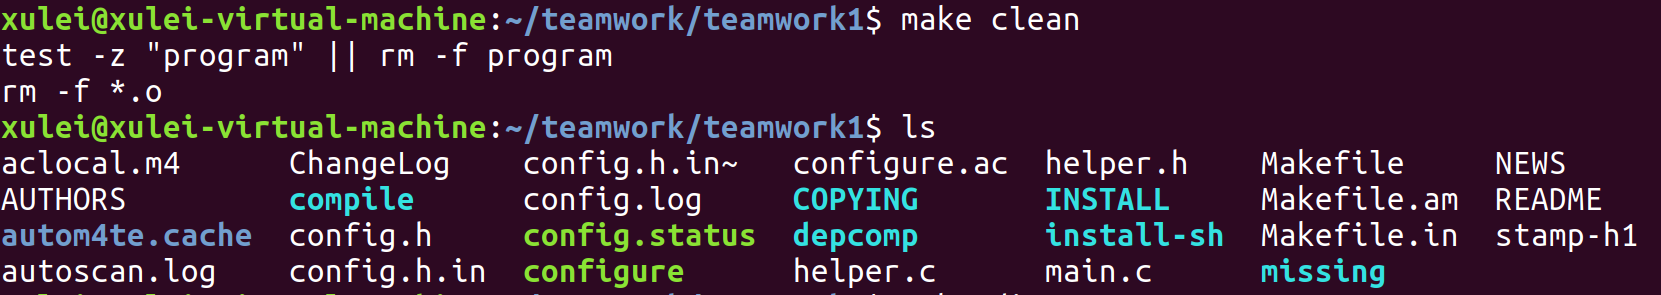 xulei@xulei-virtual-machine:~/teamwork/teamwork1$ make clean
test -z "program" || rm -f program
rm -f *.o
xulei@xulei-virtual-machine:~/teamwork/teamwork1$ ls
aclocal.m4 ChangeLog config.h.in~ configure.ac helper.h Makefile NEWS
AUTHORS compile config.log COPYING INSTALL Makefile.am README
autom4te.cache config.h config.status depcomp install-sh Makefile.in stamp-h1
autoscan.log config.h.in configure helper.c main.c missing